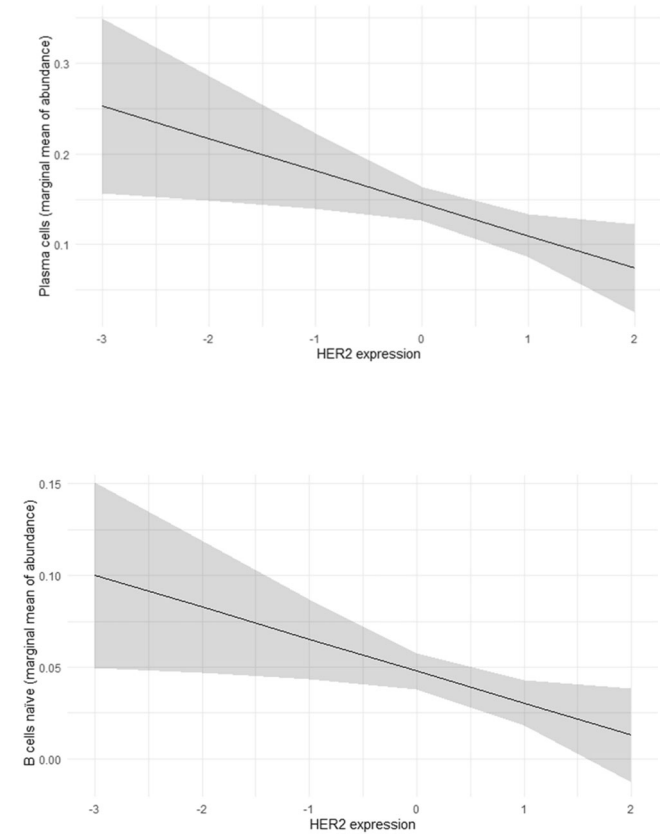 Plasma cells (marginal mean of abundance)
0.3
0.2
0.1
-3 -2 -1 0 1 2
HER2 expression
B cells naïve (marginal mean of abundance)
0.15
0.10
0.05
0.00
-3 -2 -1 0 1 2
HER2 expression